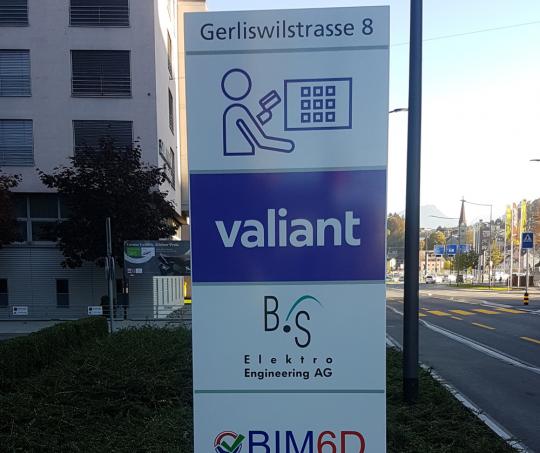 Gerliswilstrasse 8
valiant
B.S
Elektro
Engineering AG
BIM6D